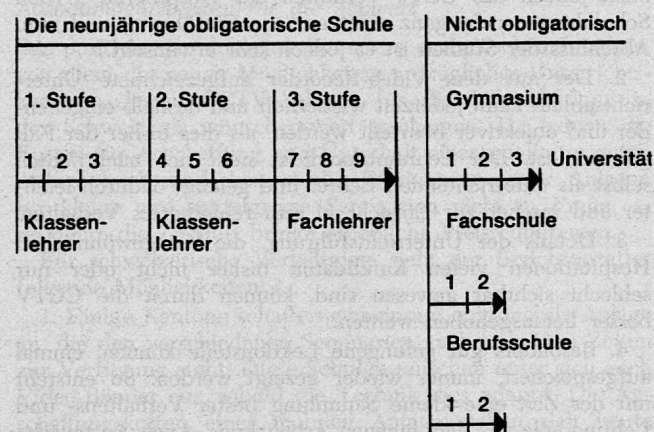 Die neunjährige obligatorische Schule
Nicht obligatorisch
1. Stufe 2. Stufe 3. Stufe
Gymnasium
1 2 3 4 5 6 7 8 9
1 2 3 Universität
Klassen-
lehrer
Klassen-
lehrer
Fachlehrer
Fachschule
1 2
Berufsschule
1 2